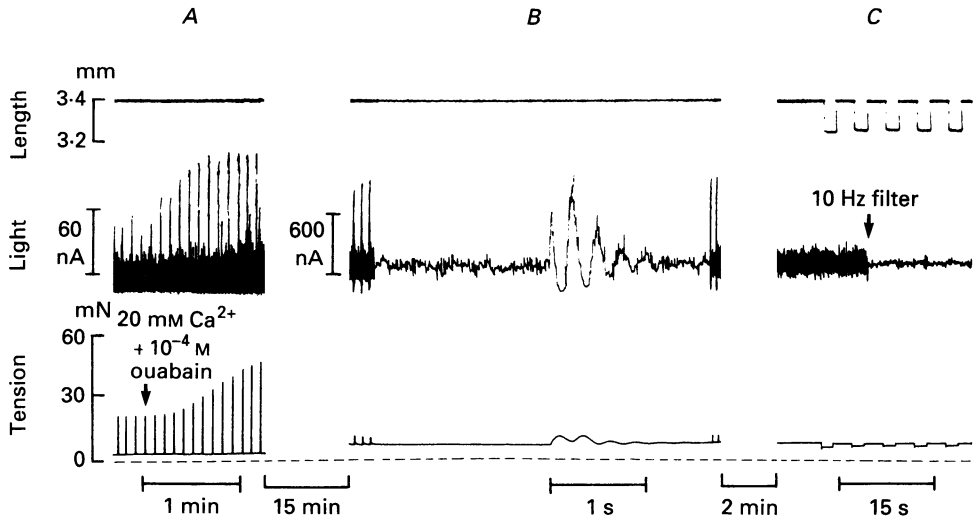 A
B
C
mm
3·4
3·2
Length
60
nA
600
nA
Light
10 Hz filter
mN
20 mM Ca²⁺
+ 10⁻⁴ M
ouabain
60
30
0
Tension
1 min
15 min
1 s
2 min
15 s